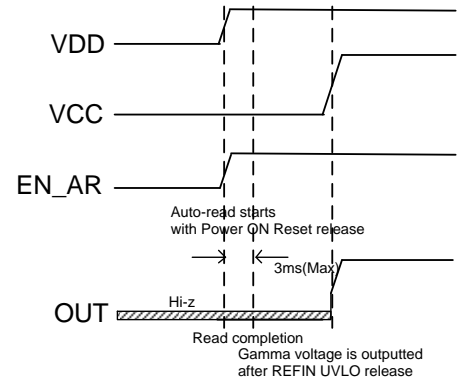 VDD
VCC
EN_AR
Auto-read starts
with Power ON Reset release
3ms(Max)
Hi-z
OUT
Read completion
Gamma voltage is outputted
after REFIN UVLO release